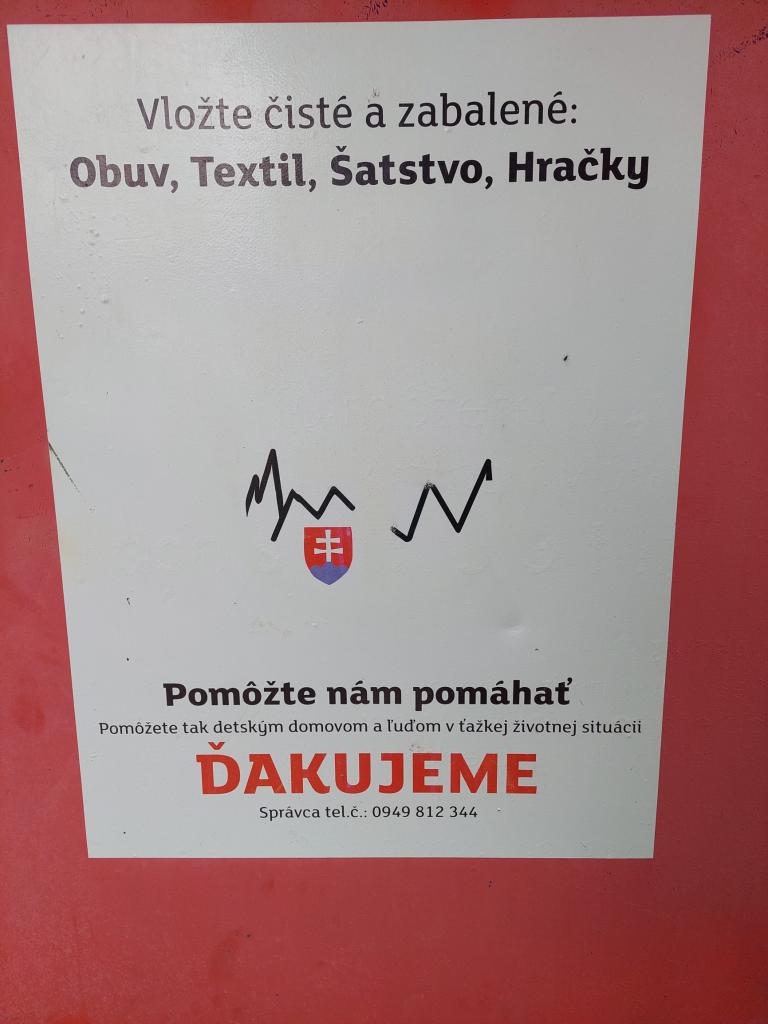 Vložte čisté a zabalené:
Obuv, Textil, Šatstvo, Hračky
Pomôžte nám pomáhať
Pomôžete tak detským domovom a ľuďom v ťažkej životnej situácii
ĎAKUJEME
Správca tel.č.: 0949 812 344